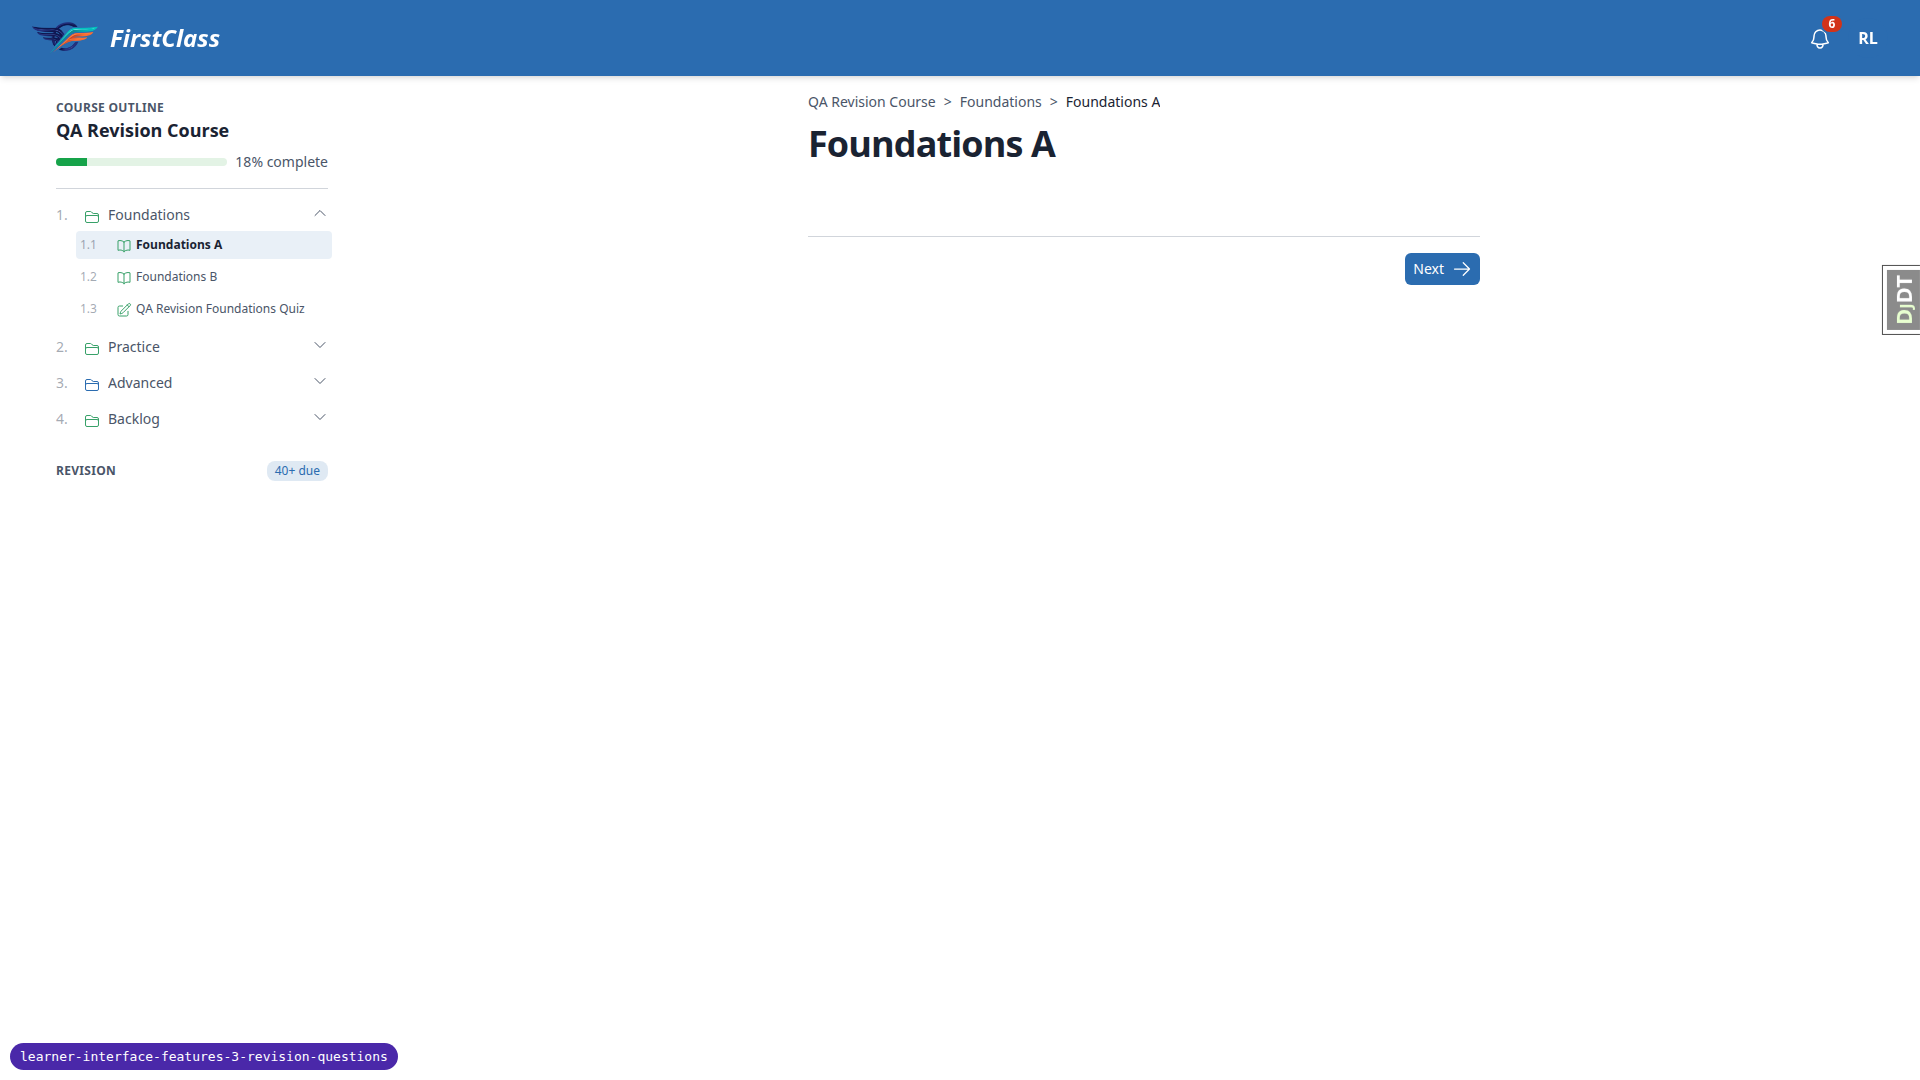 FirstClass
6
RL
COURSE OUTLINE
QA Revision Course
18% complete
1. Foundations
1.1 Foundations A
1.2 Foundations B
1.3 QA Revision Foundations Quiz
2. Practice
3. Advanced
4. Backlog
REVISION 40+ due
QA Revision Course > Foundations > Foundations A
Foundations A
Next
DJDT
learner-interface-features-3-revision-questions